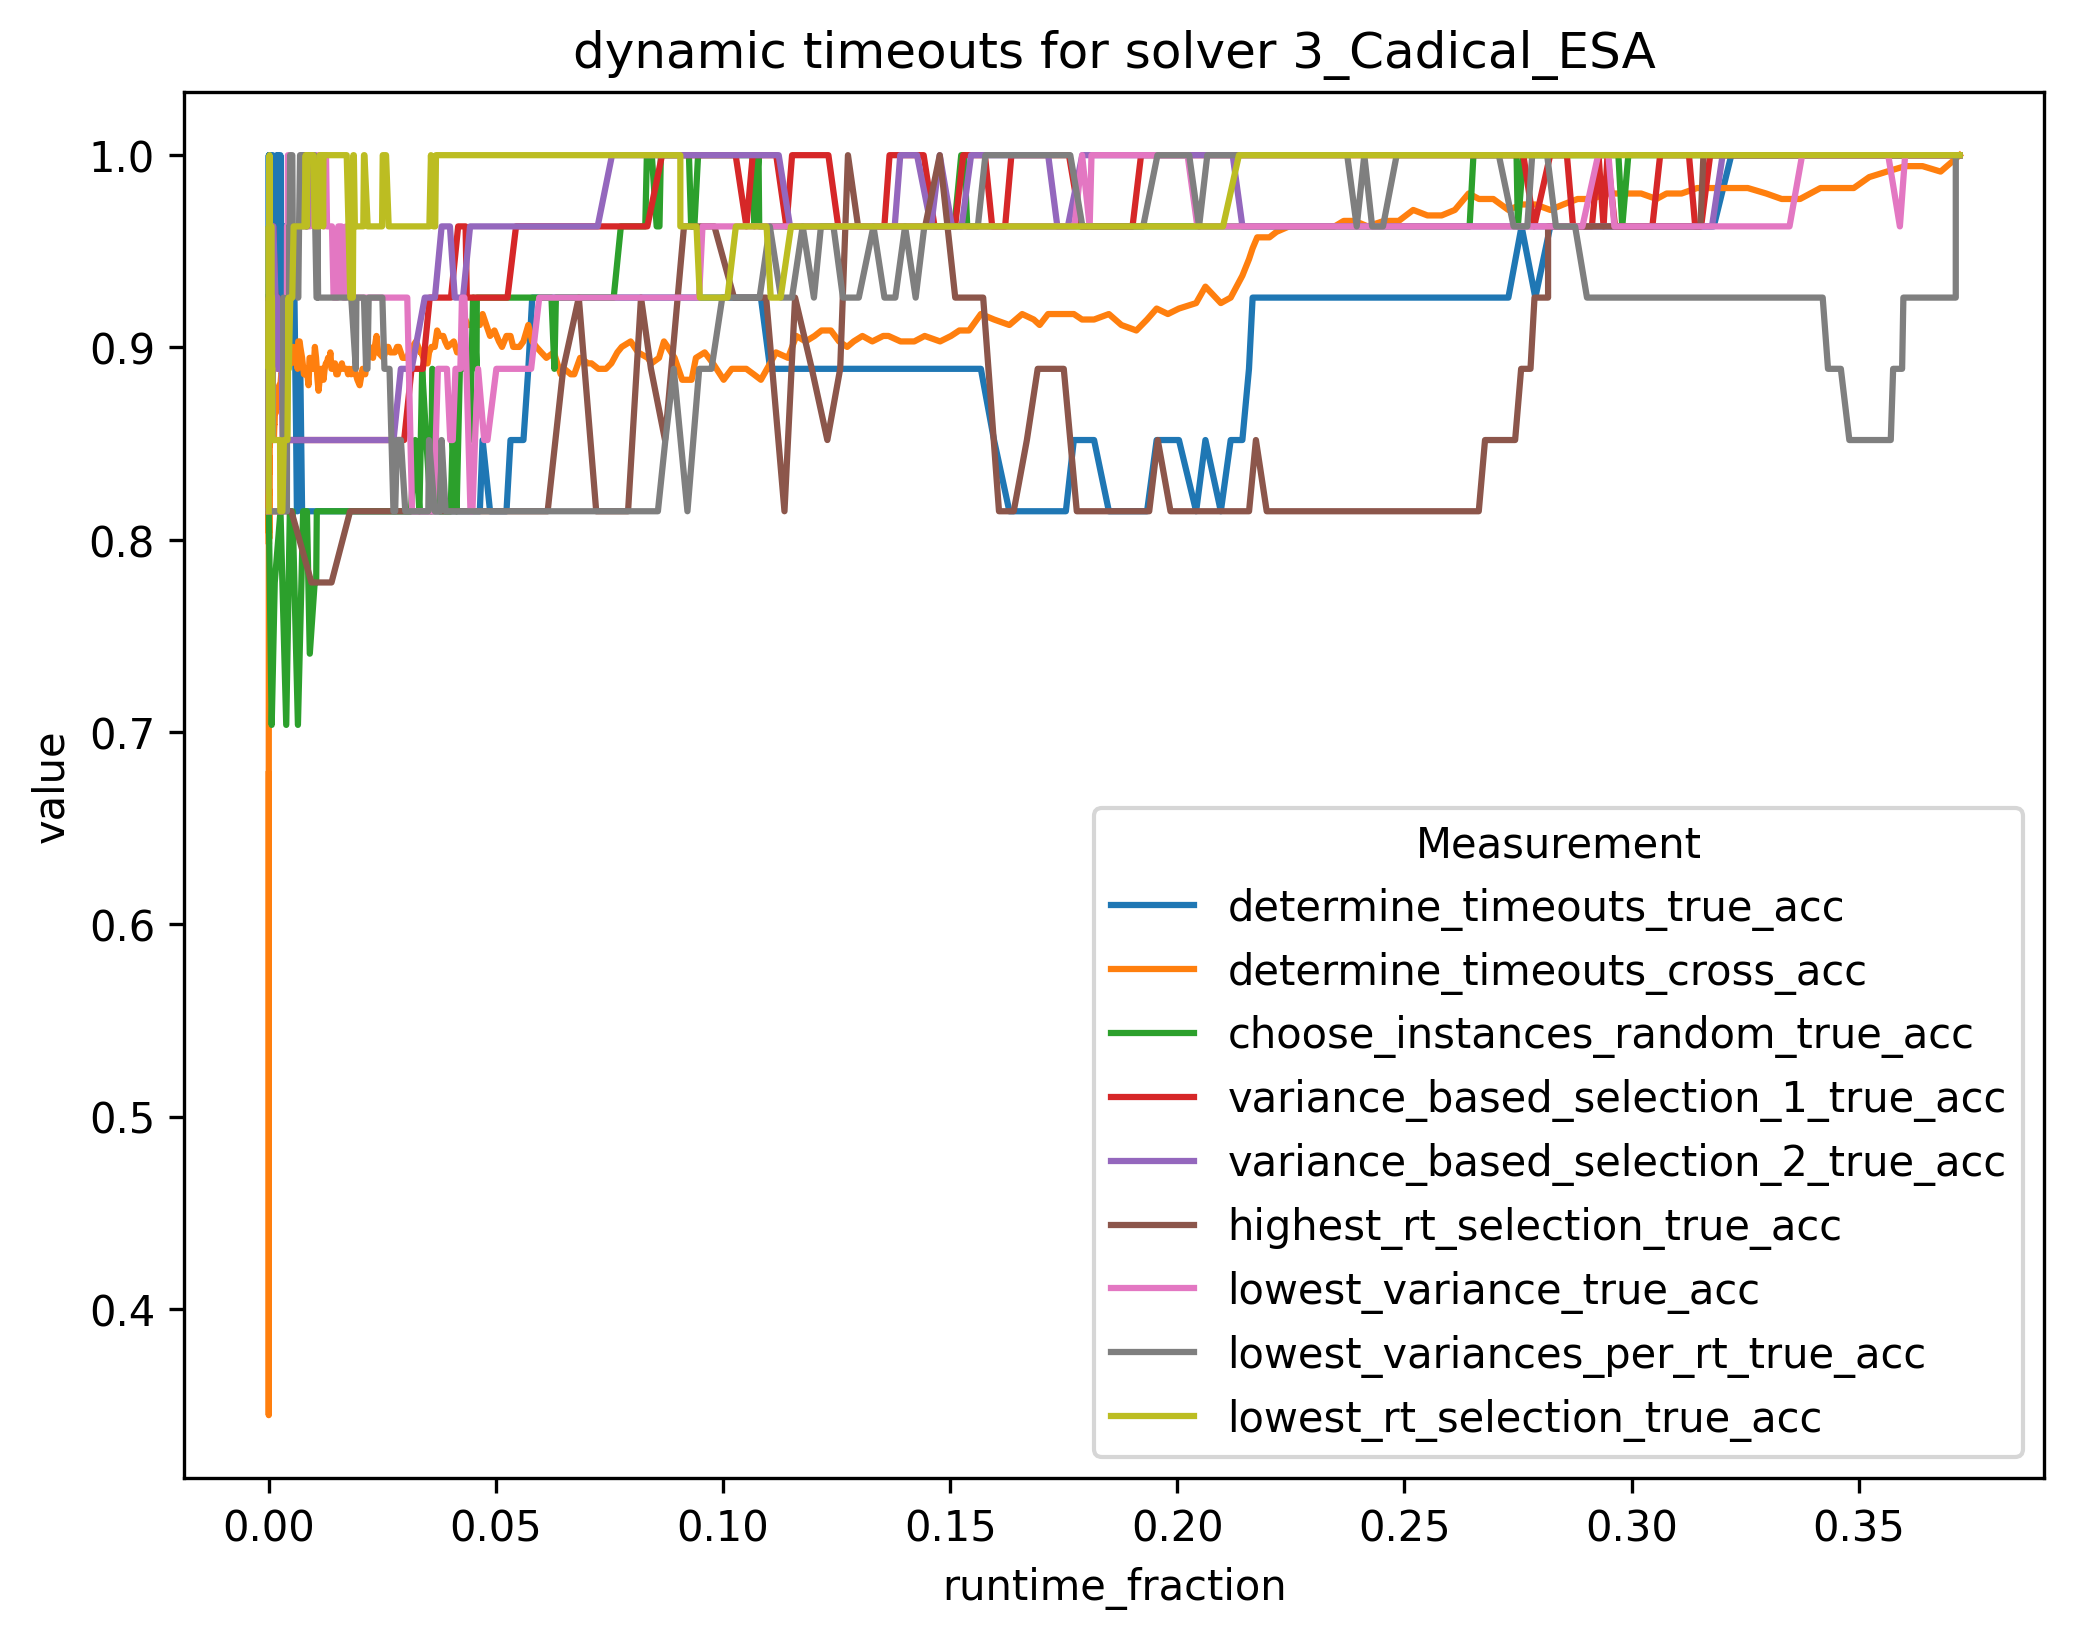 dynamic timeouts for solver 3_Cadical_ESA
1.0
0.9
0.8
0.7
0.6
0.5
0.4
value
Measurement
determine_timeouts_true_acc
determine_timeouts_cross_acc
choose_instances_random_true_acc
variance_based_selection_1_true_acc
variance_based_selection_2_true_acc
highest_rt_selection_true_acc
lowest_variance_true_acc
lowest_variances_per_rt_true_acc
lowest_rt_selection_true_acc
0.00 0.05 0.10 0.15 0.20 0.25 0.30 0.35
runtime_fraction